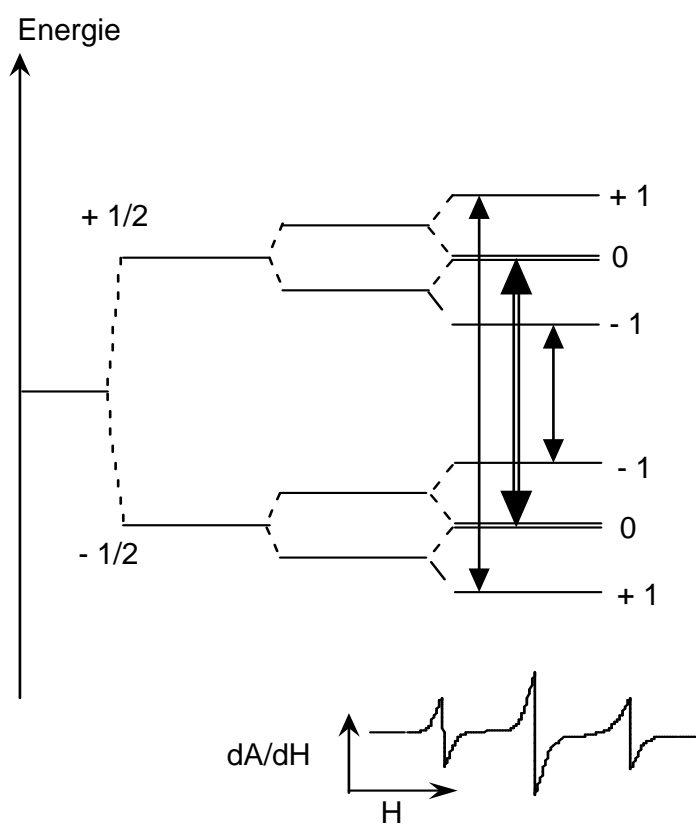 Energie
+ 1
+ 1/2
0
- 1
- 1
0
- 1/2
+ 1
dA/dH
H